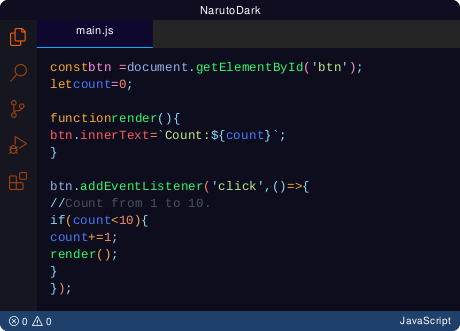 NarutoDark
main.js
constbtn =document.getElementById('btn');
letcount=0;
functionrender(){
btn.innerText=`Count:${count}`;
}
btn.addEventListener('click',()=>{
//Count from 1 to 10.
if(count<10){
count+=1;
render();
}
});
0 0 JavaScript